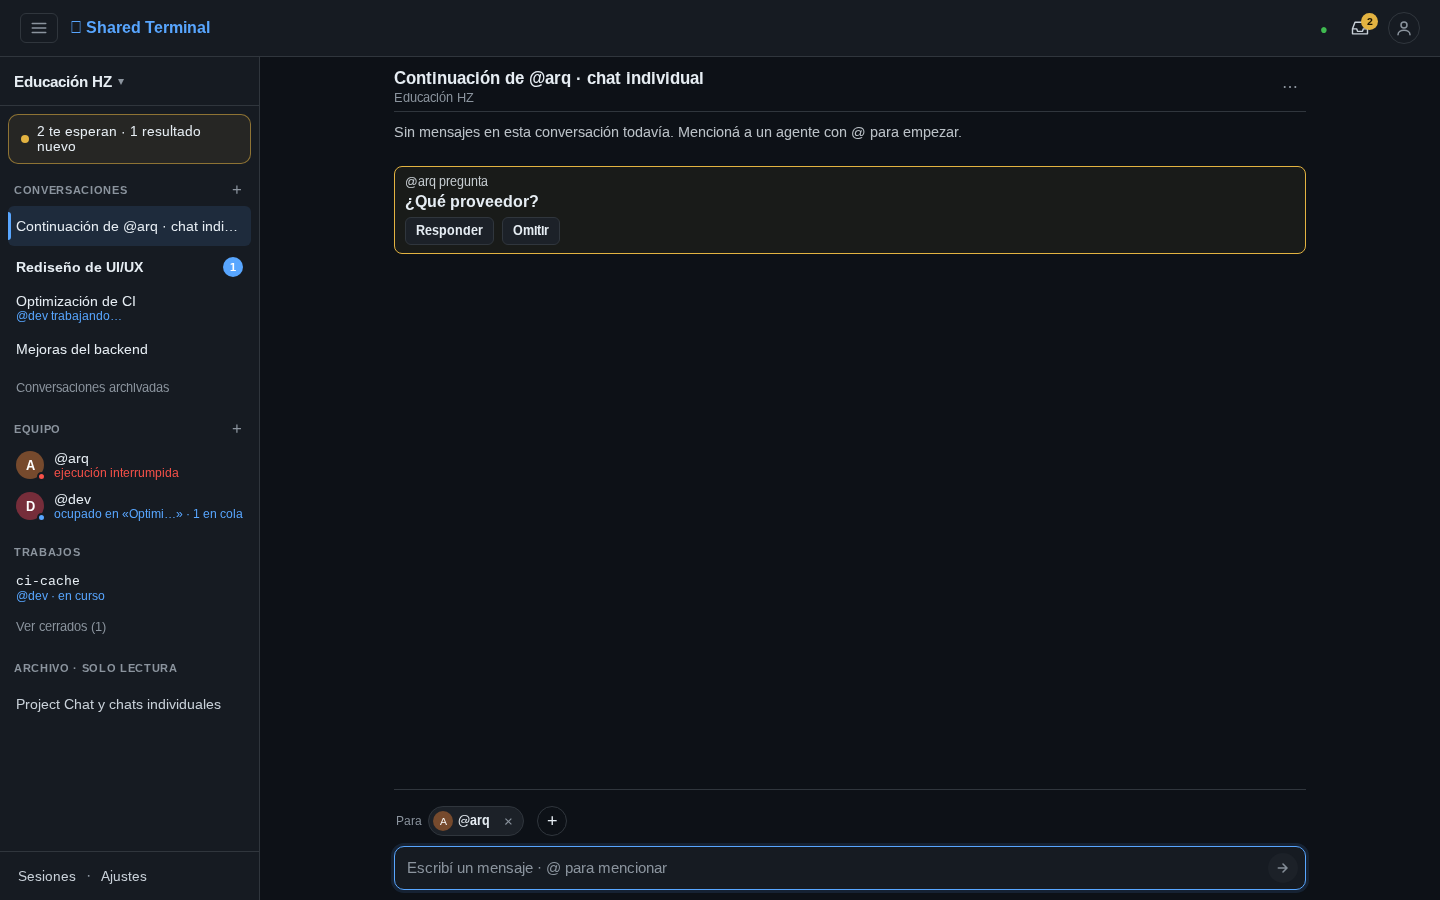 Shared Terminal
2
Educación HZ
2 te esperan · 1 resultado
nuevo
CONVERSACIONES
Continuación de @arq · chat indi…
Rediseño de UI/UX
1
Optimización de CI
@dev trabajando…
Mejoras del backend
Conversaciones archivadas
EQUIPO
A
@arq
ejecución interrumpida
D
@dev
ocupado en «Optimi…» · 1 en cola
TRABAJOS
ci-cache
@dev · en curso
Ver cerrados (1)
ARCHIVO · SOLO LECTURA
Project Chat y chats individuales
Sesiones · Ajustes
Continuación de @arq · chat individual
Educación HZ
Sin mensajes en esta conversación todavía. Mencioná a un agente con @ para empezar.
@arq pregunta
¿Qué proveedor?
Responder
Omitir
Para
A
@arq
Escribí un mensaje · @ para mencionar